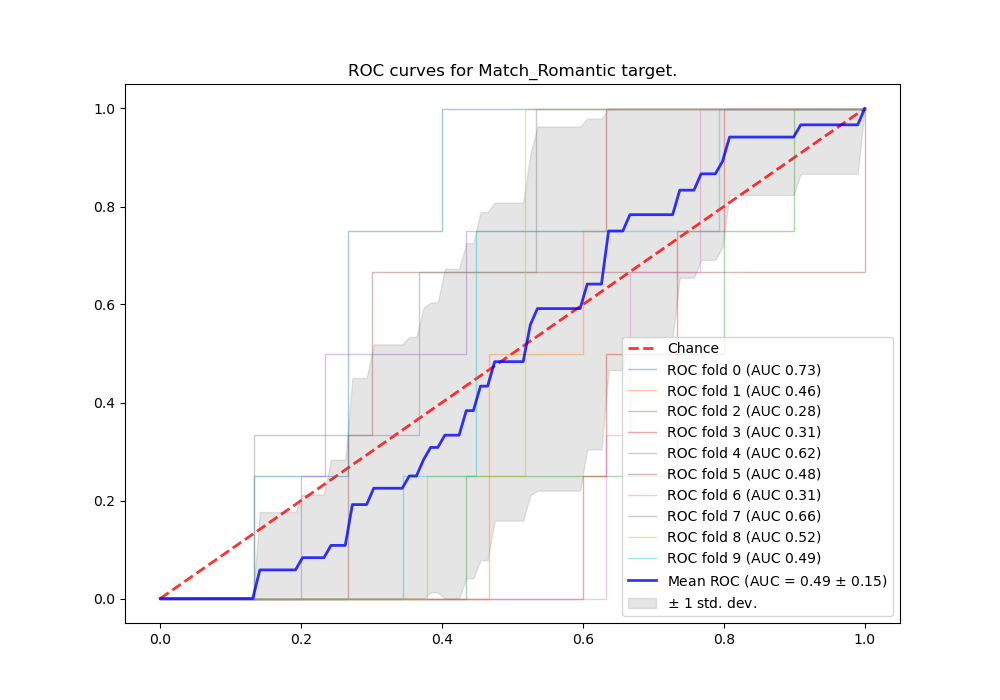 ROC curves for Match_Romantic target.
1.0
0.8
0.6
0.4
0.2
0.0
0.0 0.2 0.4 0.6 0.8 1.0
Chance
ROC fold 0 (AUC 0.73)
ROC fold 1 (AUC 0.46)
ROC fold 2 (AUC 0.28)
ROC fold 3 (AUC 0.31)
ROC fold 4 (AUC 0.62)
ROC fold 5 (AUC 0.48)
ROC fold 6 (AUC 0.31)
ROC fold 7 (AUC 0.66)
ROC fold 8 (AUC 0.52)
ROC fold 9 (AUC 0.49)
Mean ROC (AUC = 0.49 ± 0.15)
± 1 std. dev.